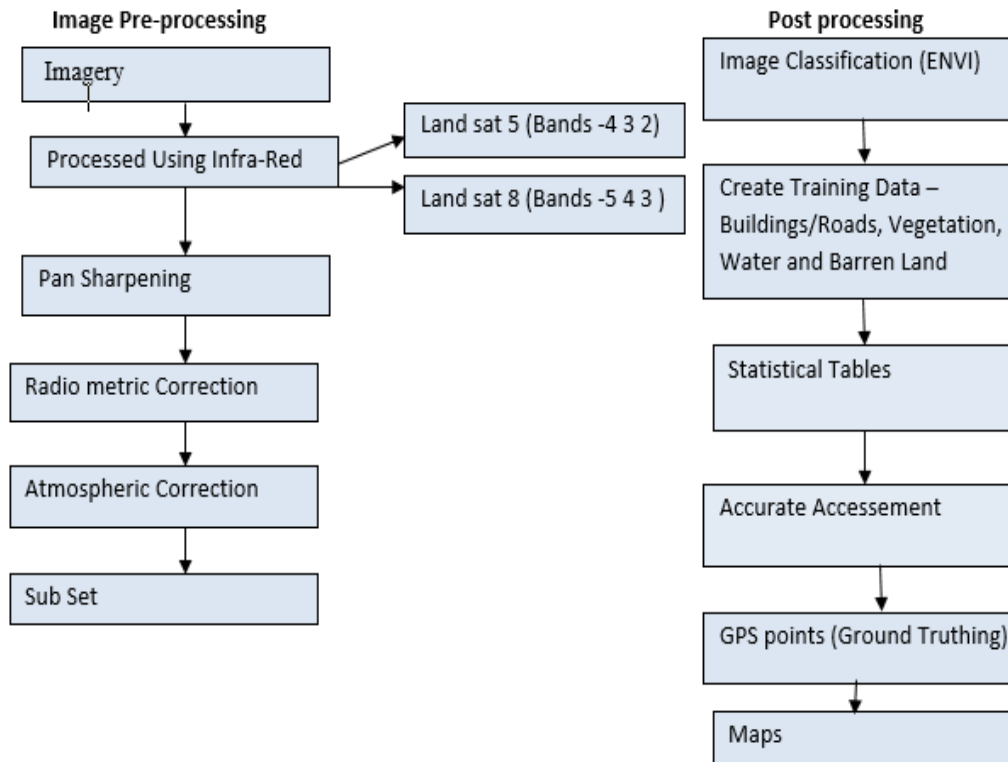 Image Pre-processing
Imagery
Processed Using Infra-Red
Land sat 5 (Bands -4 3 2)
Land sat 8 (Bands -5 4 3 )
Pan Sharpening
Radio metric Correction
Atmospheric Correction
Sub Set
Post processing
Image Classification (ENVI)
Create Training Data –
Buildings/Roads, Vegetation,
Water and Barren Land
Statistical Tables
Accurate Accessement
GPS points (Ground Truthing)
Maps